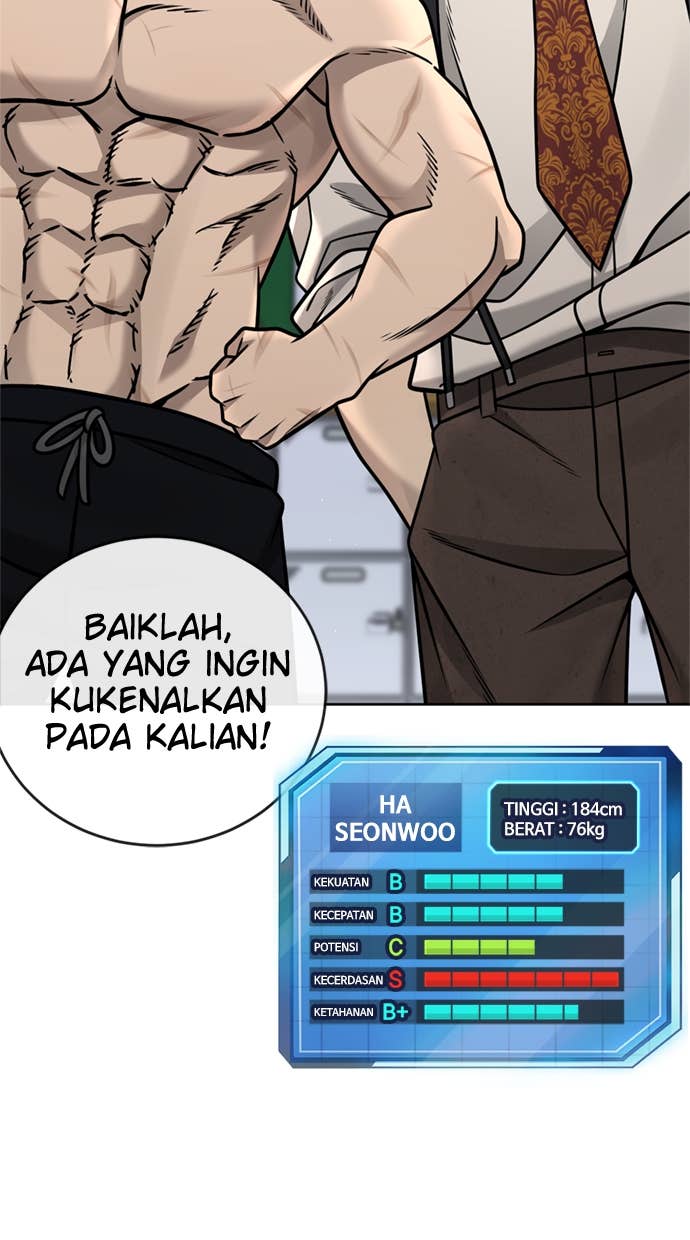 BAIKLAH,
ADA YANG INGIN
KUKENALKAN
PADA KALIAN!
HA
SEONWOO
TINGGI : 184cm
BERAT : 76kg
KEKUATAN B
KECEPATAN B
POTENSI C
KECERDASAN S
KETAHANAN B+